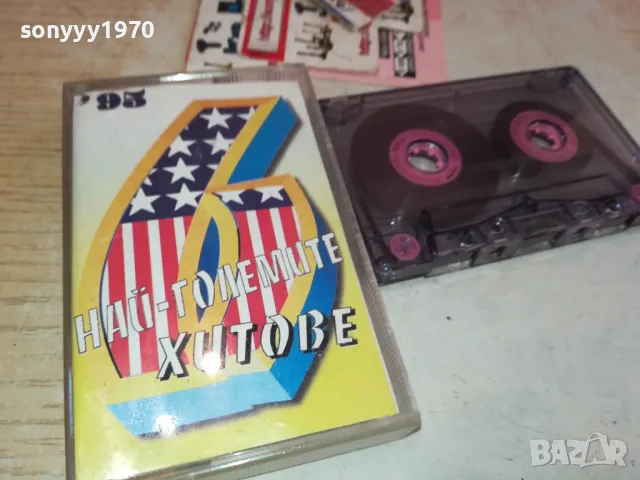 sonyyy1970
'95
6
НАЙ-ГОЛЕМИТЕ
ХИТОВЕ
BAZAR